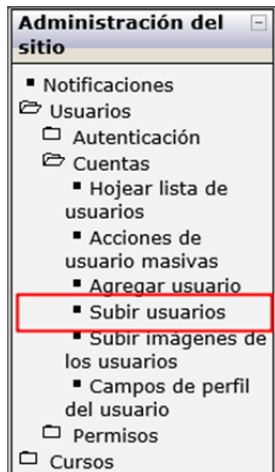 Administración del
sitio
Notificaciones
Usuarios
Autenticación
Cuentas
Hojear lista de
usuarios
Acciones de
usuario masivas
Agregar usuario
Subir usuarios
Subir imágenes de
los usuarios
Campos de perfil
del usuario
Permisos
Cursos